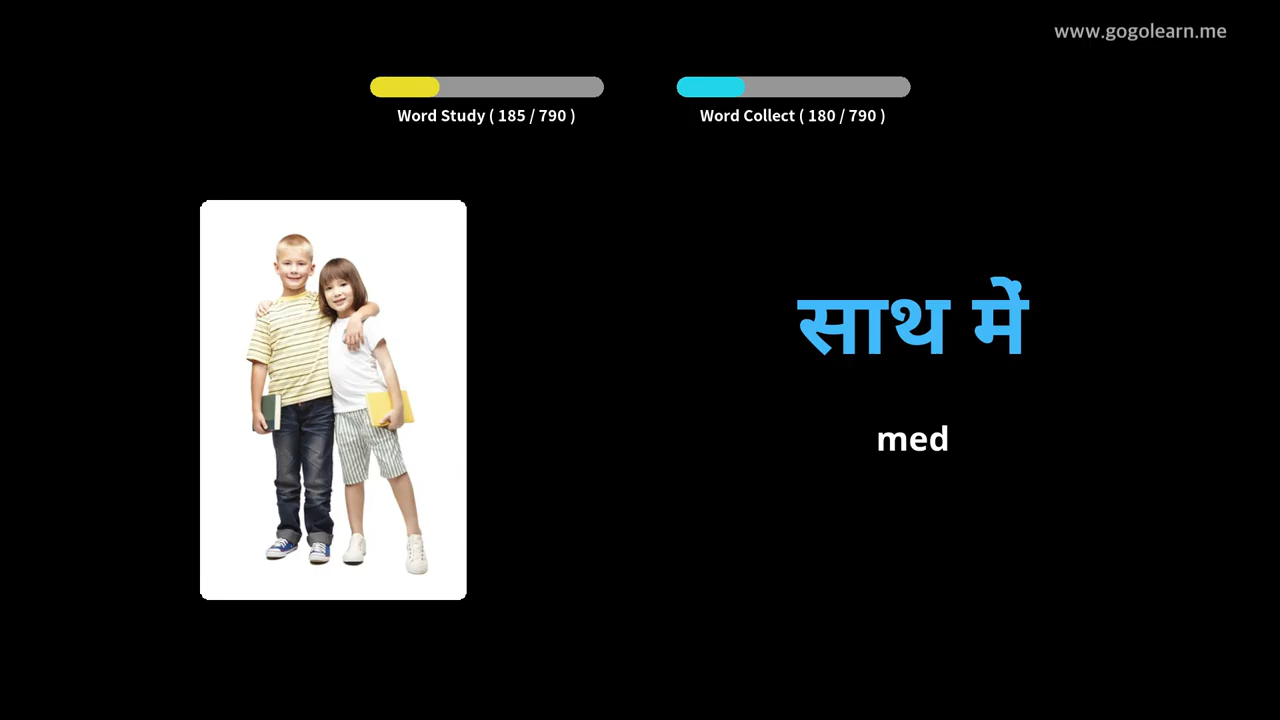 www.gogolearn.me
Word Study ( 185 / 790 )
Word Collect ( 180 / 790 )
साथ में
med